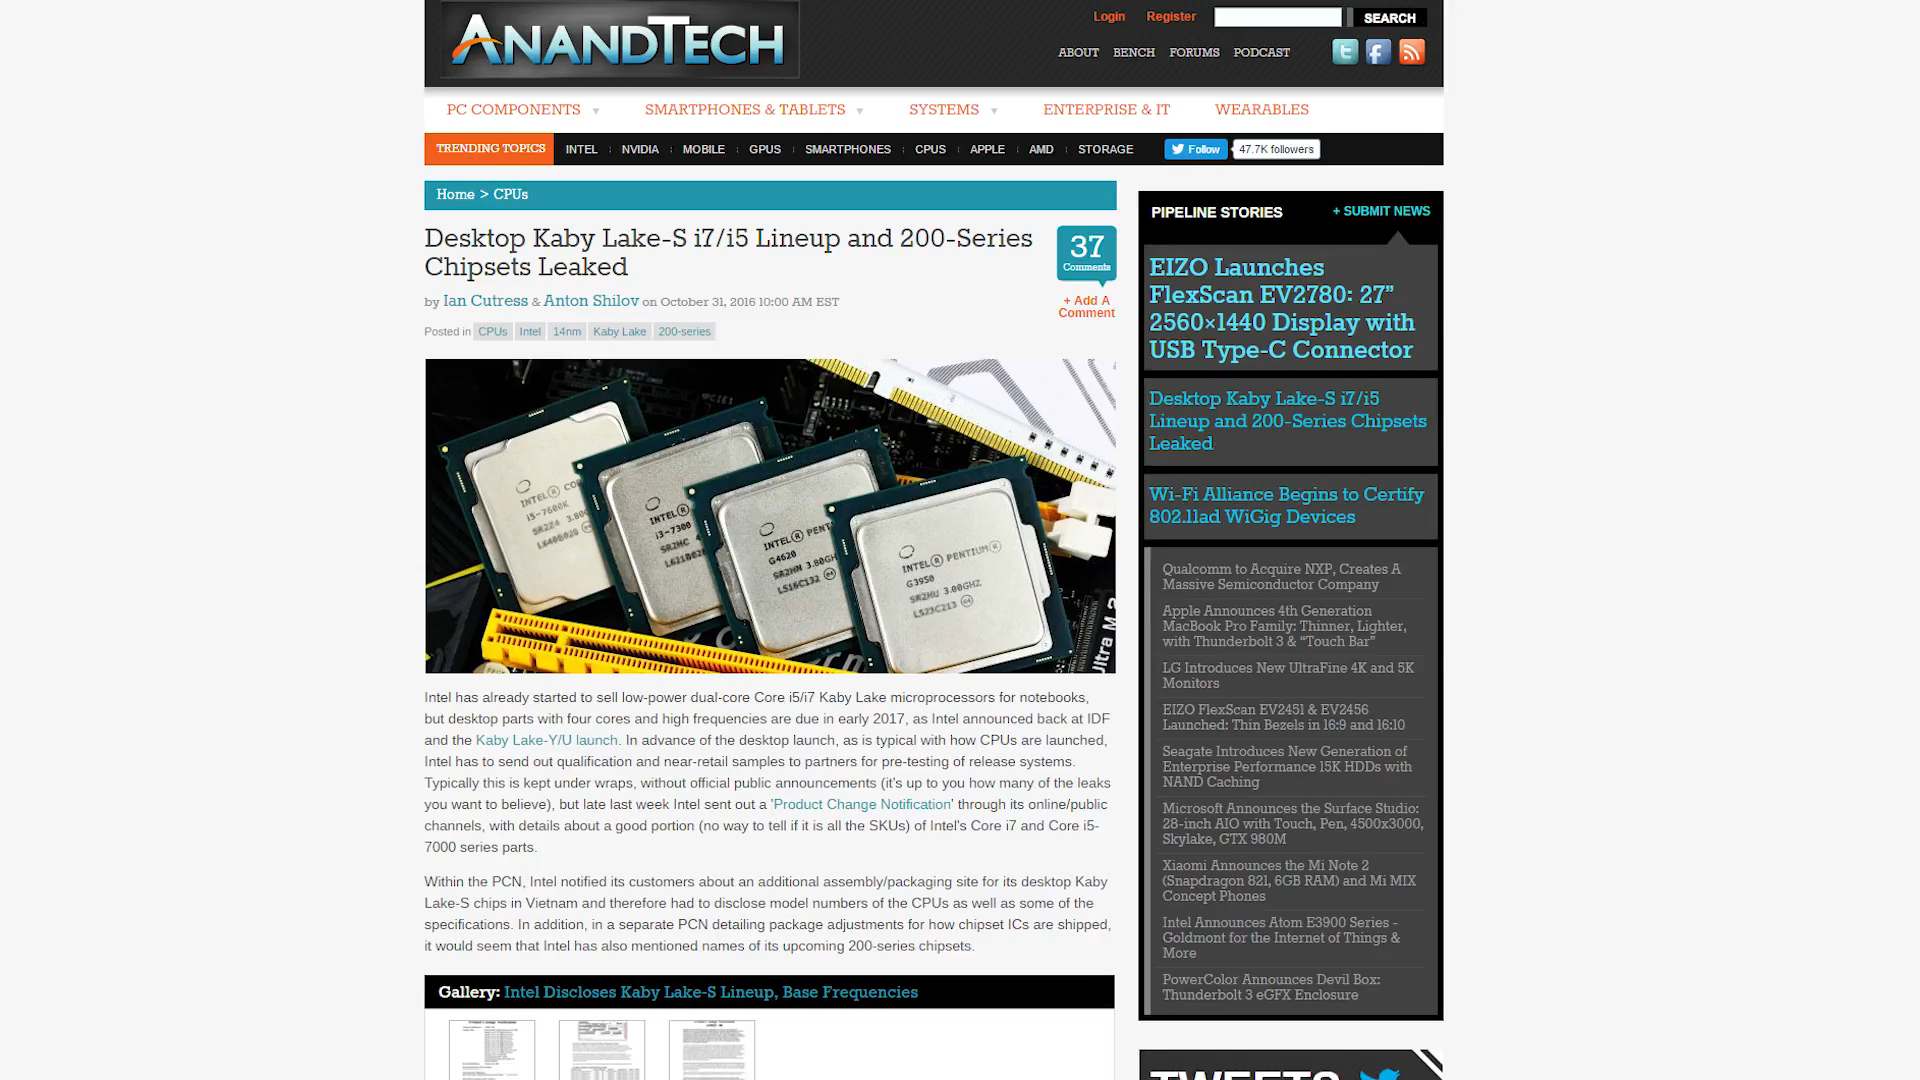 ANANDTECH
Login Register SEARCH
ABOUT BENCH FORUMS PODCAST
PC COMPONENTS SMARTPHONES & TABLETS SYSTEMS ENTERPRISE & IT WEARABLES
TRENDING TOPICS INTEL NVIDIA MOBILE GPUS SMARTPHONES CPUS APPLE AMD STORAGE Follow 47.7K followers
Home > CPUs
Desktop Kaby Lake-S i7/i5 Lineup and 200-Series
Chipsets Leaked
37
Comments
+ Add A
Comment
by Ian Cutress & Anton Shilov on October 31, 2016 10:00 AM EST
Posted in CPUs Intel 14nm Kaby Lake 200-series
INTEL® COR
i5-7600K
INTEL®
i3-7300
INTEL® PENT
G4620
INTEL® PENTIUM®
G3950
SR2HU 3.00GHZ
L523C213
Ultra M
Intel has already started to sell low-power dual-core Core i5/i7 Kaby Lake microprocessors for notebooks,
but desktop parts with four cores and high frequencies are due in early 2017, as Intel announced back at IDF
and the Kaby Lake-Y/U launch. In advance of the desktop launch, as is typical with how CPUs are launched,
Intel has to send out qualification and near-retail samples to partners for pre-testing of release systems.
Typically this is kept under wraps, without official public announcements (it's up to you how many of the leaks
you want to believe), but late last week Intel sent out a 'Product Change Notification' through its online/public
channels, with details about a good portion (no way to tell if it is all the SKUs) of Intel's Core i7 and Core i5-
7000 series parts.
Within the PCN, Intel notified its customers about an additional assembly/packaging site for its desktop Kaby
Lake-S chips in Vietnam and therefore had to disclose model numbers of the CPUs as well as some of the
specifications. In addition, in a separate PCN detailing package adjustments for how chipset ICs are shipped,
it would seem that Intel has also mentioned names of its upcoming 200-series chipsets.
Gallery: Intel Discloses Kaby Lake-S Lineup, Base Frequencies
PIPELINE STORIES + SUBMIT NEWS
EIZO Launches
FlexScan EV2780: 27”
2560×1440 Display with
USB Type-C Connector
Desktop Kaby Lake-S i7/i5
Lineup and 200-Series Chipsets
Leaked
Wi-Fi Alliance Begins to Certify
802.11ad WiGig Devices
Qualcomm to Acquire NXP, Creates A
Massive Semiconductor Company
Apple Announces 4th Generation
MacBook Pro Family: Thinner, Lighter,
with Thunderbolt 3 & “Touch Bar”
LG Introduces New UltraFine 4K and 5K
Monitors
EIZO FlexScan EV2451 & EV2456
Launched: Thin Bezels in 16:9 and 16:10
Seagate Introduces New Generation of
Enterprise Performance 15K HDDs with
NAND Caching
Microsoft Announces the Surface Studio:
28-inch AIO with Touch, Pen, 4500x3000,
Skylake, GTX 980M
Xiaomi Announces the Mi Note 2
(Snapdragon 821, 6GB RAM) and Mi MIX
Concept Phones
Intel Announces Atom E3900 Series -
Goldmont for the Internet of Things &
More
PowerColor Announces Devil Box:
Thunderbolt 3 eGFX Enclosure
TWEETS